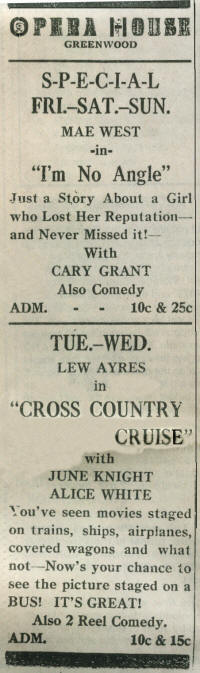 OPERA HOUSE
GREENWOOD
S-P-E-C-I-A-L
FRI.—SAT.—SUN.
MAE WEST
-in-
"I'm No Angle"
Just a Story About a Girl
who Lost Her Reputation—
and Never Missed it!—
With
CARY GRANT
Also Comedy
ADM. - - 10c & 25c
TUE.—WED.
LEW AYRES
in
"CROSS COUNTRY
CRUISE"
with
JUNE KNIGHT
ALICE WHITE
You've seen movies staged
on trains, ships, airplanes,
covered wagons and what
not—Now's your chance to
see the picture staged on a
BUS! IT'S GREAT!
Also 2 Reel Comedy.
ADM. 10c & 15c